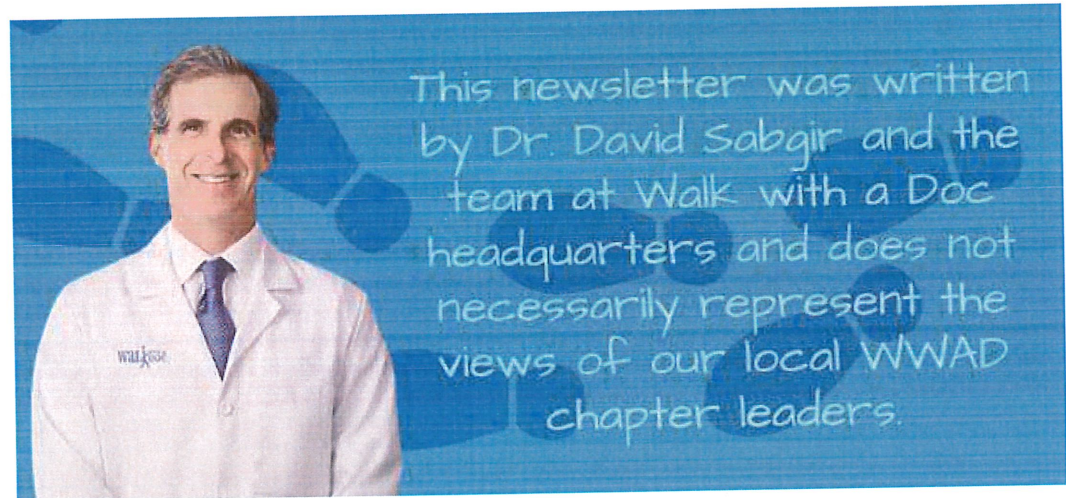 This newsletter was written
by Dr. David Sabgir and the
team at Walk with a Doc
headquarters and does not
necessarily represent the
views of our local WWAD
chapter leaders.